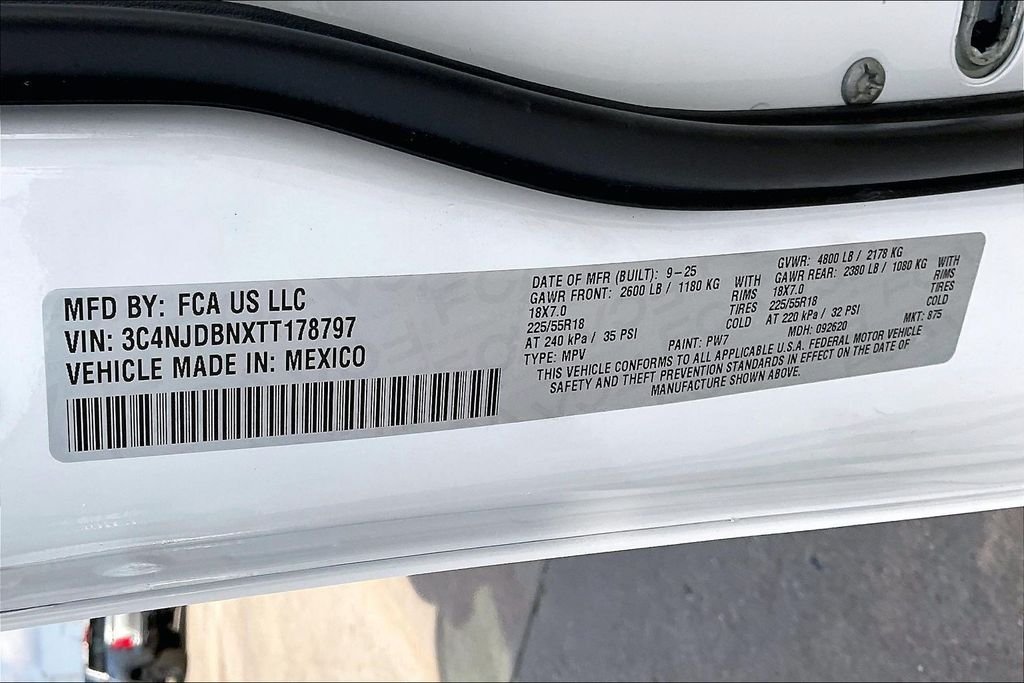 MFD BY: FCA US LLC
VIN: 3C4NJDBNXTT178797
VEHICLE MADE IN: MEXICO
DATE OF MFR (BUILT): 9-25
GAWR FRONT: 2600 LB / 1180 KG WITH
18X7.0 RIMS
225/55R18 TIRES
AT 240 kPa / 35 PSI COLD
TYPE: MPV PAINT: PW7
GVWR: 4800 LB / 2178 KG
GAWR REAR: 2380 LB / 1080 KG WITH
18X7.0 RIMS
225/55R18 TIRES
AT 220 kPa / 32 PSI COLD
MDH: 092620 MKT: 875
THIS VEHICLE CONFORMS TO ALL APPLICABLE U.S.A. FEDERAL MOTOR VEHICLE
SAFETY AND THEFT PREVENTION STANDARDS IN EFFECT ON THE DATE OF
MANUFACTURE SHOWN ABOVE.